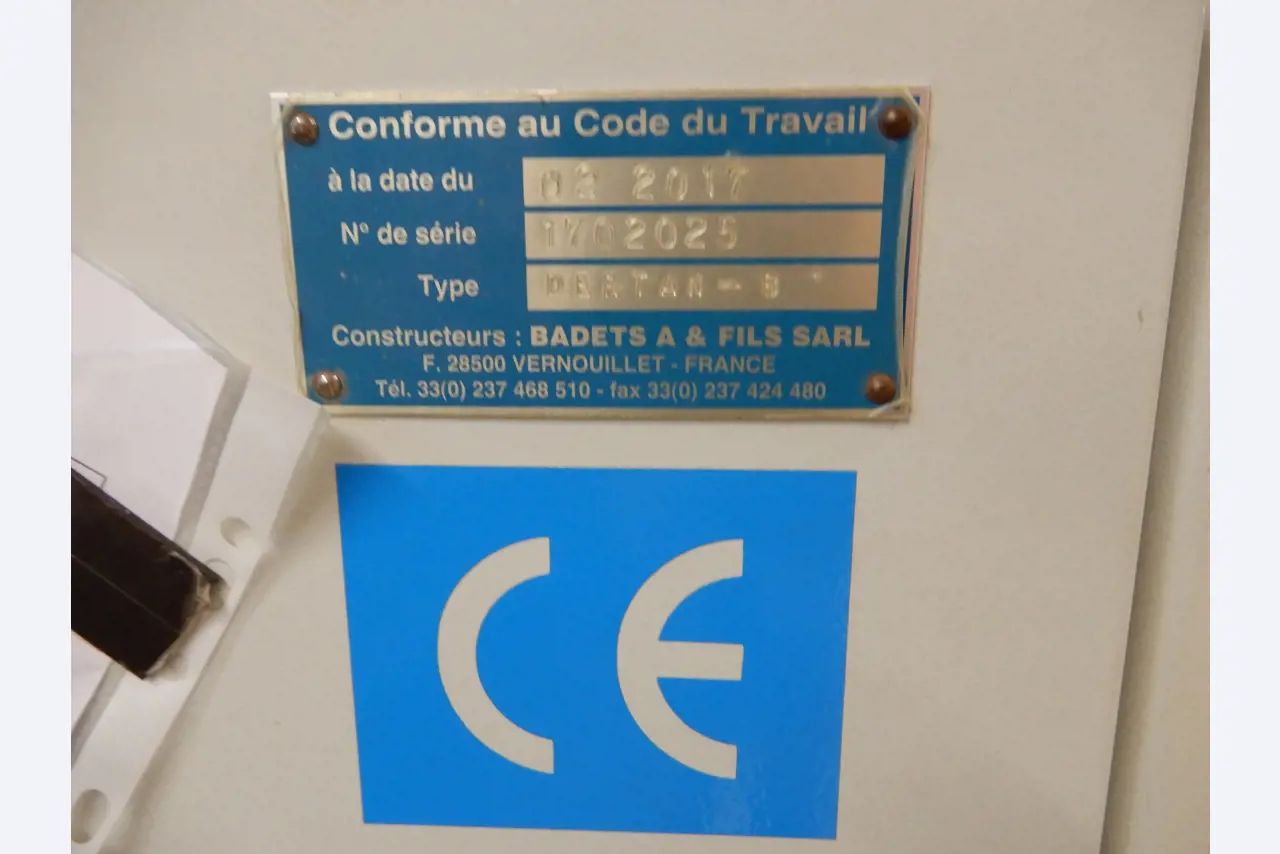 Conforme au Code du Travail
à la date du 02 2017
N° de série 1702025
Type
Constructeurs : BADETS A & FILS SARL
F. 28500 VERNOUILLET - FRANCE
Tél. 33(0) 237 468 510 - fax 33(0) 237 424 480
CE